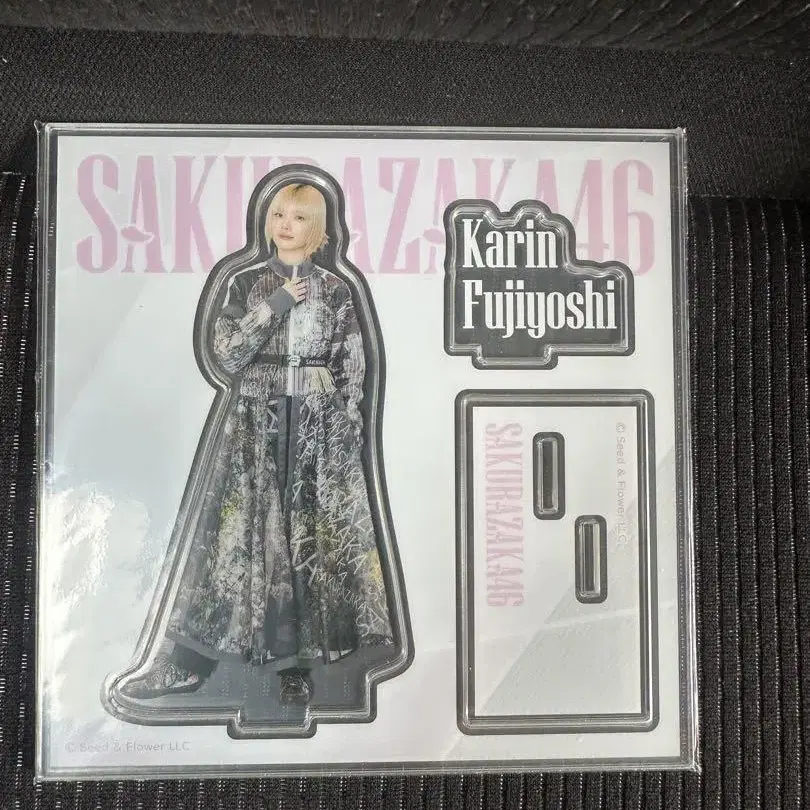 SAKURAZAKA46
Karin
Fujiyoshi
SAKURAZAKA46
© Seed & Flower LLC
© Seed & Flower LLC